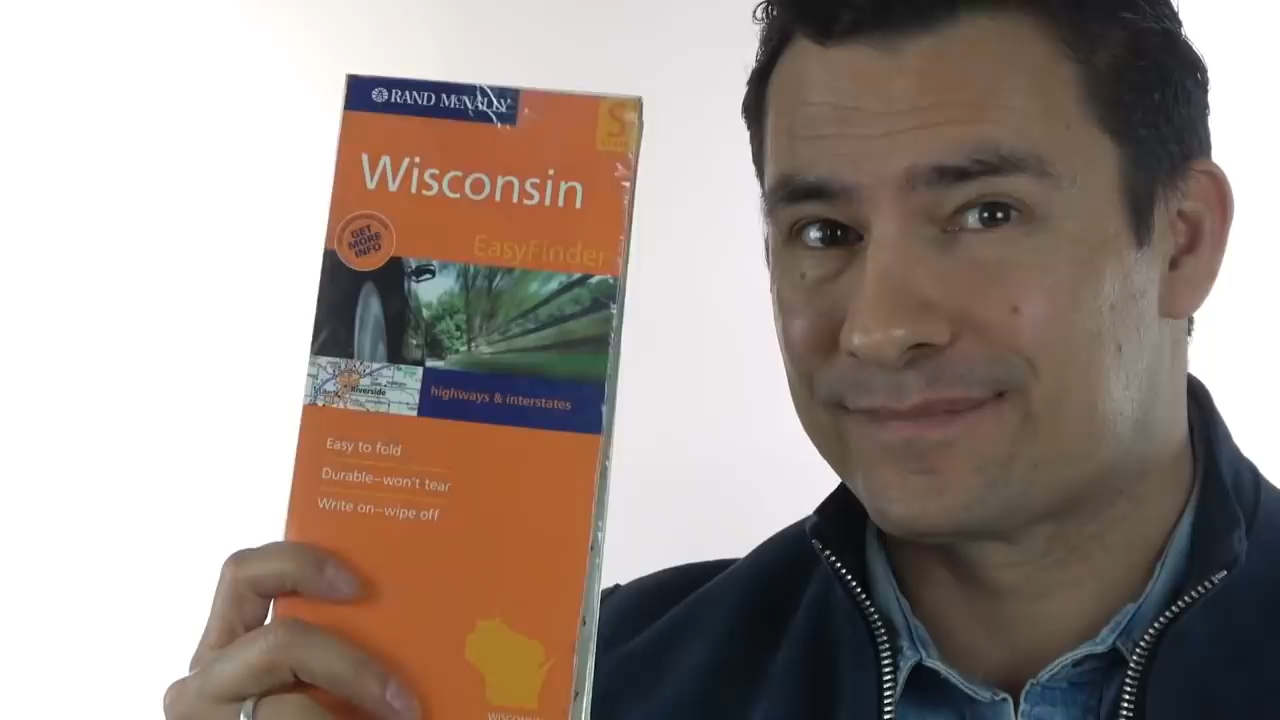 RAND McNALLY
S
Wisconsin
GET
MORE
INFO
EasyFinder
Riverside
highways & interstates
Easy to fold
Durable–won't tear
Write on–wipe off
WISCONSIN